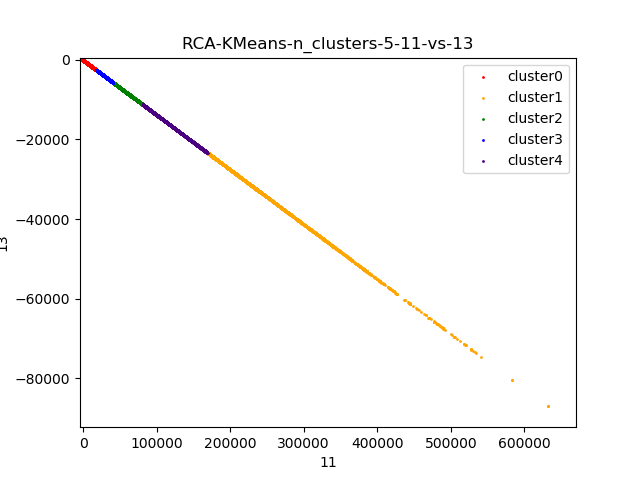 RCA-KMeans-n_clusters-5-11-vs-13
0
−20000
−40000
−60000
−80000
13
cluster0
cluster1
cluster2
cluster3
cluster4
0 100000 200000 300000 400000 500000 600000
11